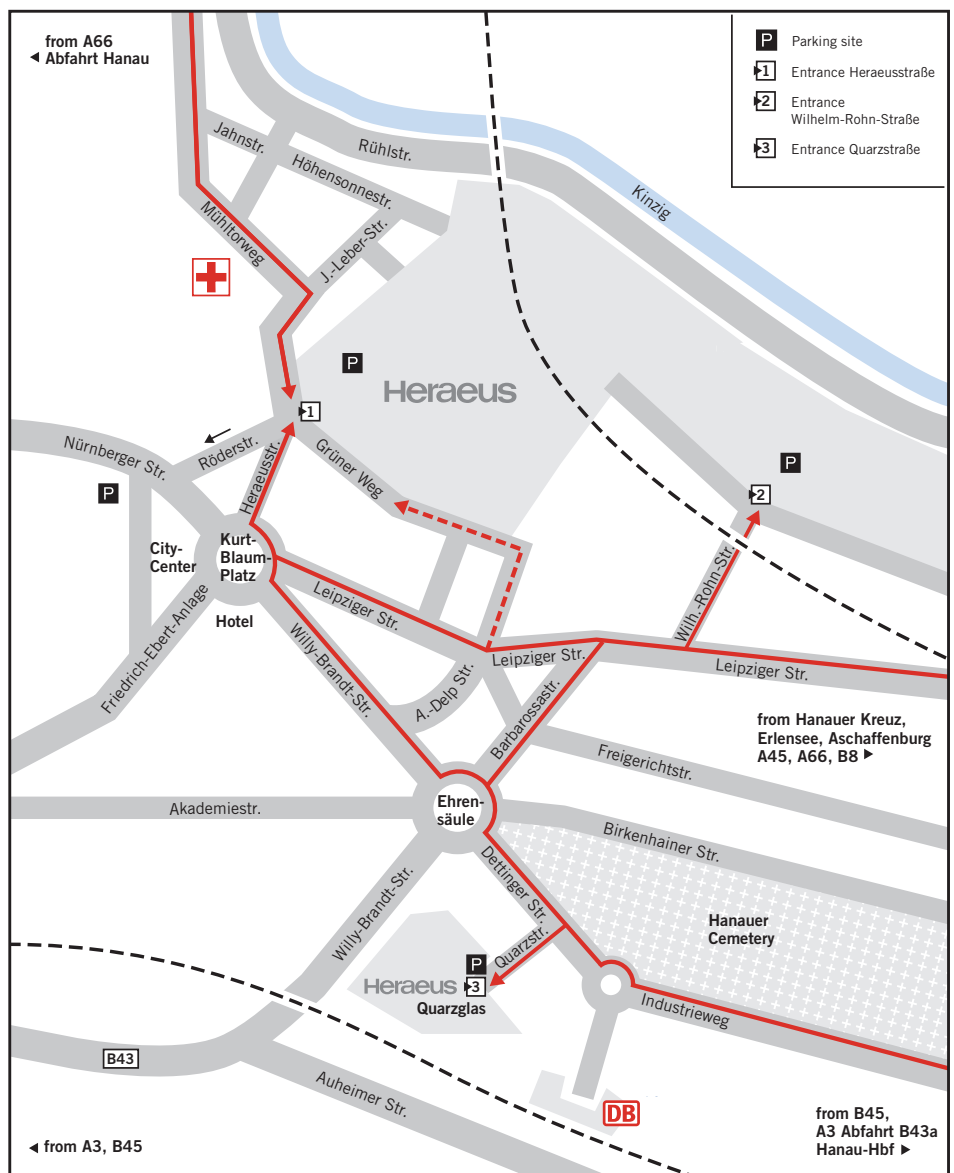 from A66
Abfahrt Hanau
P Parking site
1 Entrance Heraeusstraße
2 Entrance
Wilhelm-Rohn-Straße
3 Entrance Quarzstraße
Jahnstr.
Rühlstr.
Höhensonnestr.
Kinzig
Mühltorweg
J.-Leber-Str.
P
Heraeus
1
Nürnberger Str.
Röderstr.
Heraeusstr.
Grüner Weg
P
2
P
City-
Center
Kurt-
Blaum-
Platz
Hotel
Friedrich-Ebert-Anlage
Leipziger Str.
Willy-Brandt-Str.
Wilh.-Rohn-Str.
Leipziger Str.
Leipziger Str.
A.-Delp Str.
Barbarossastr.
from Hanauer Kreuz,
Erlensee, Aschaffenburg
A45, A66, B8
Freigerichtstr.
Akademiestr.
Ehren-
säule
Birkenhainer Str.
Dettinger Str.
Willy-Brandt-Str.
Hanauer
Cemetery
Quarzstr.
P
Heraeus
3
Quarzglas
Industrieweg
B43
Auheimer Str.
DB
from A3, B45
from B45,
A3 Abfahrt B43a
Hanau-Hbf